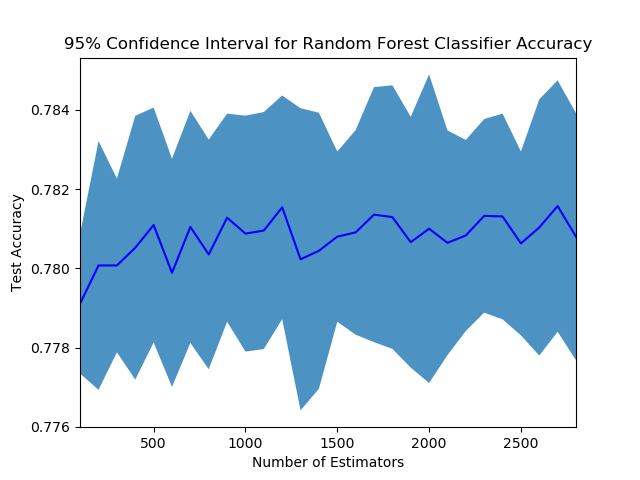 95% Confidence Interval for Random Forest Classifier Accuracy
0.784
0.782
0.780
0.778
0.776
Test Accuracy
500 1000 1500 2000 2500
Number of Estimators